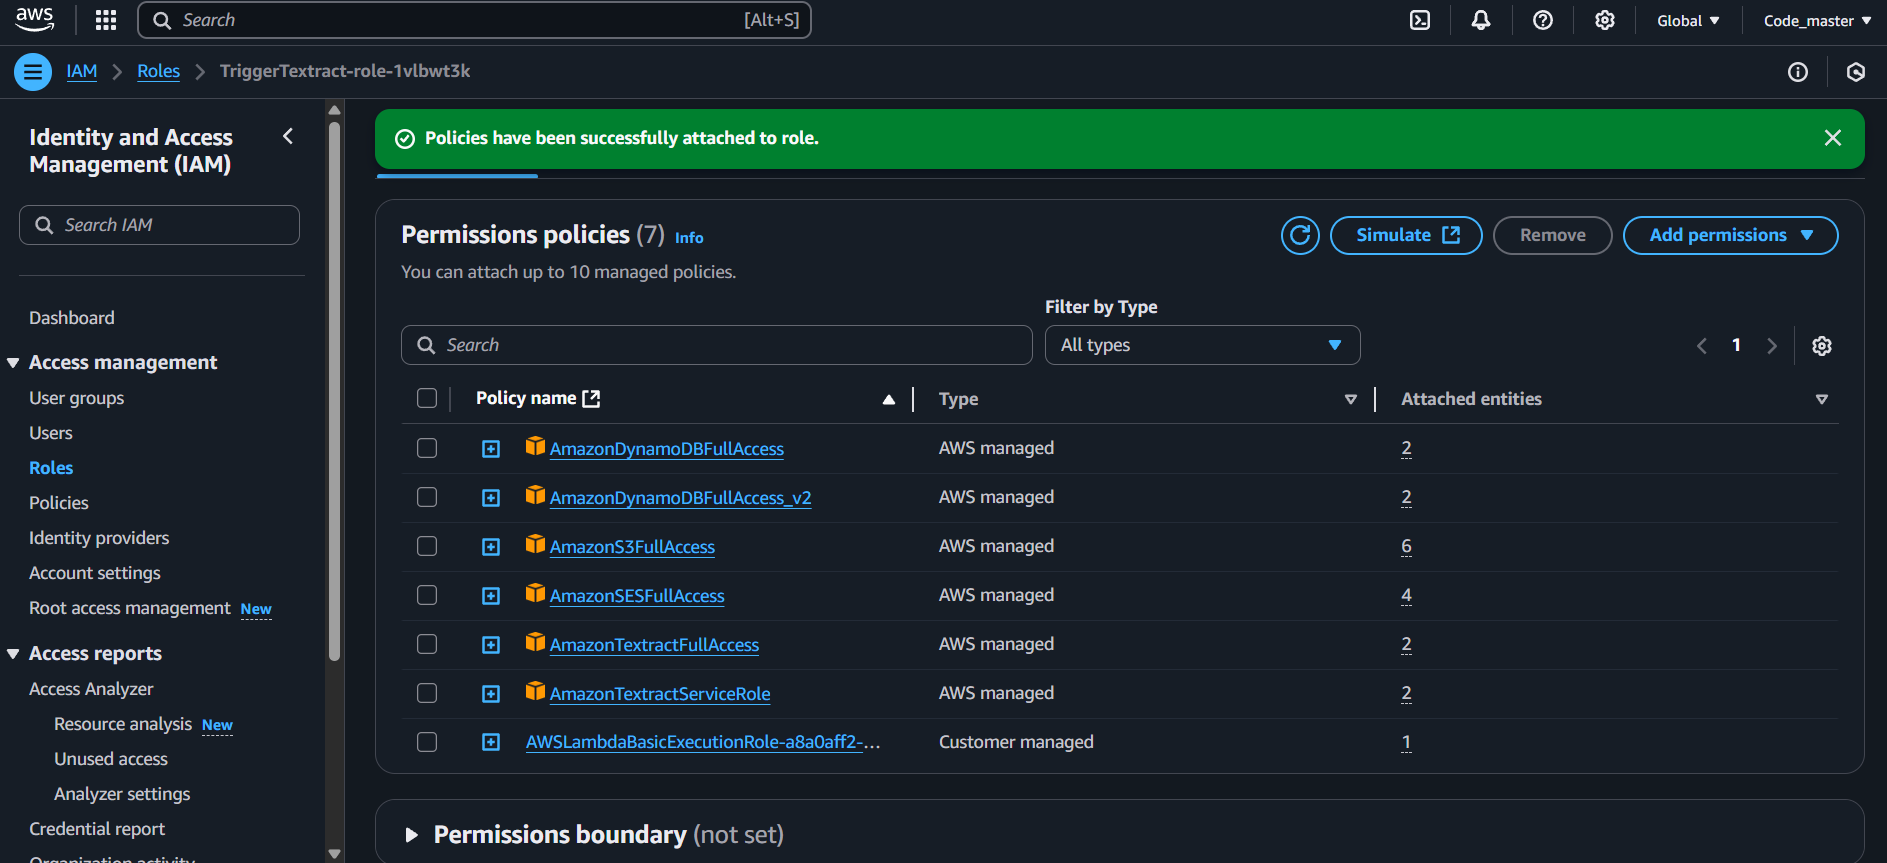 aws
Search [Alt+S]
Global
Code_master
IAM
Roles
TriggerTextract-role-1vlbwt3k
Identity and Access
Management (IAM)
Search IAM
Dashboard
Access management
User groups
Users
Roles
Policies
Identity providers
Account settings
Root access management New
Access reports
Access Analyzer
Resource analysis New
Unused access
Analyzer settings
Credential report
Organization activity
Policies have been successfully attached to role.
Permissions policies (7) Info
Simulate
Remove
Add permissions
You can attach up to 10 managed policies.
Filter by Type
Search
All types
1
Policy name Type Attached entities
AmazonDynamoDBFullAccess AWS managed 2
AmazonDynamoDBFullAccess_v2 AWS managed 2
AmazonS3FullAccess AWS managed 6
AmazonSESFullAccess AWS managed 4
AmazonTextractFullAccess AWS managed 2
AmazonTextractServiceRole AWS managed 2
AWSLambdaBasicExecutionRole-a8a0aff2-... Customer managed 1
Permissions boundary (not set)